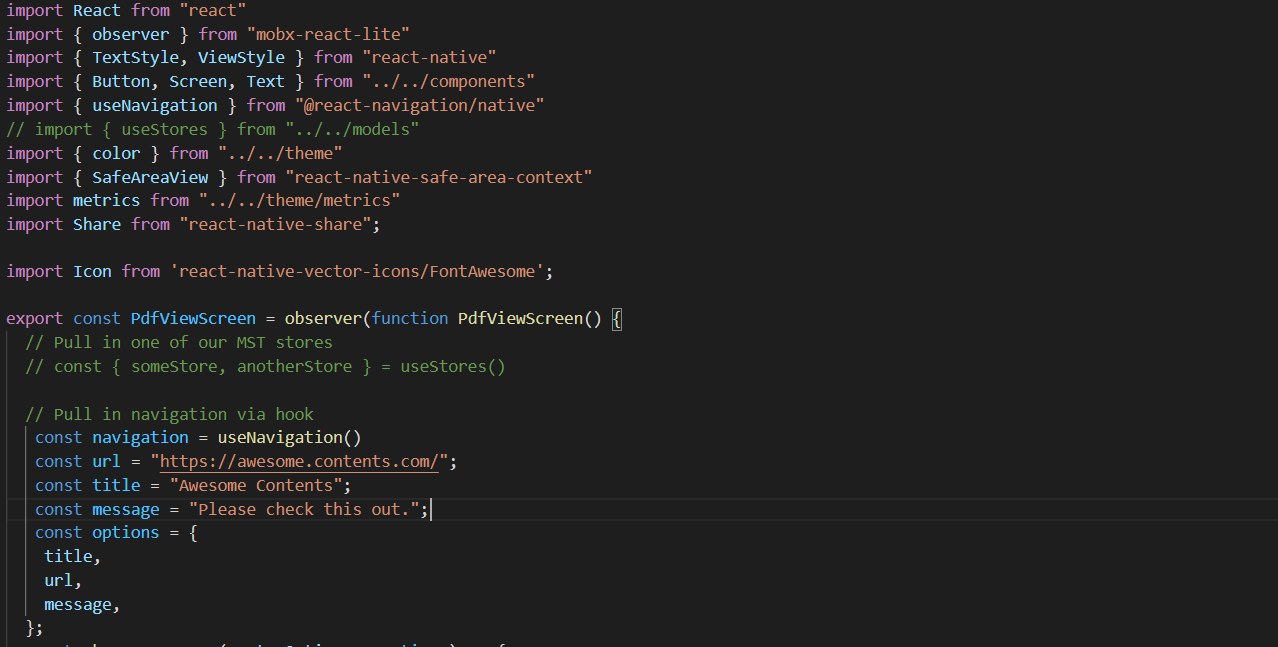 import React from "react"
import { observer } from "mobx-react-lite"
import { TextStyle, ViewStyle } from "react-native"
import { Button, Screen, Text } from "../../components"
import { useNavigation } from "@react-navigation/native"
// import { useStores } from "../../models"
import { color } from "../../theme"
import { SafeAreaView } from "react-native-safe-area-context"
import metrics from "../../theme/metrics"
import Share from "react-native-share";
import Icon from 'react-native-vector-icons/FontAwesome';
export const PdfViewScreen = observer(function PdfViewScreen() {
// Pull in one of our MST stores
// const { someStore, anotherStore } = useStores()
// Pull in navigation via hook
const navigation = useNavigation()
const url = "https://awesome.contents.com/";
const title = "Awesome Contents";
const message = "Please check this out.";
const options = {
title,
url,
message,
};